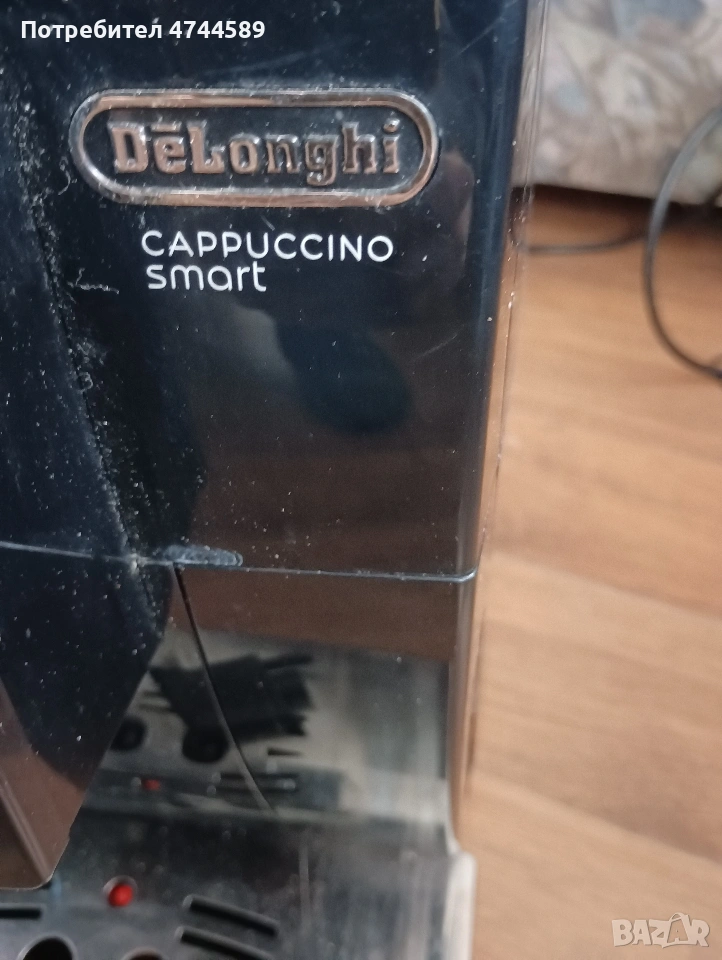 Потребител 4744589
DeLonghi
CAPPUCCINO
smart
BAZAR